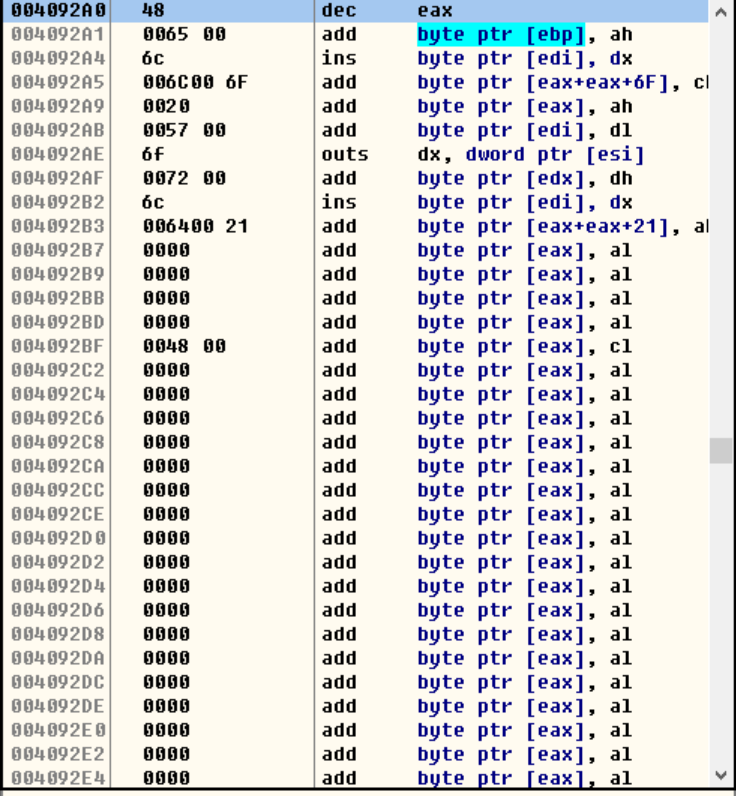 004092A0 48 dec eax
004092A1 0065 00 add byte ptr [ebp], ah
004092A4 6c ins byte ptr [edi], dx
004092A5 006C00 6F add byte ptr [eax+eax+6F], cl
004092A9 0020 add byte ptr [eax], ah
004092AB 0057 00 add byte ptr [edi], dl
004092AE 6f outs dx, dword ptr [esi]
004092AF 0072 00 add byte ptr [edx], dh
004092B2 6c ins byte ptr [edi], dx
004092B3 006400 21 add byte ptr [eax+eax+21], al
004092B7 0000 add byte ptr [eax], al
004092B9 0000 add byte ptr [eax], al
004092BB 0000 add byte ptr [eax], al
004092BD 0000 add byte ptr [eax], al
004092BF 0048 00 add byte ptr [eax], cl
004092C2 0000 add byte ptr [eax], al
004092C4 0000 add byte ptr [eax], al
004092C6 0000 add byte ptr [eax], al
004092C8 0000 add byte ptr [eax], al
004092CA 0000 add byte ptr [eax], al
004092CC 0000 add byte ptr [eax], al
004092CE 0000 add byte ptr [eax], al
004092D0 0000 add byte ptr [eax], al
004092D2 0000 add byte ptr [eax], al
004092D4 0000 add byte ptr [eax], al
004092D6 0000 add byte ptr [eax], al
004092D8 0000 add byte ptr [eax], al
004092DA 0000 add byte ptr [eax], al
004092DC 0000 add byte ptr [eax], al
004092DE 0000 add byte ptr [eax], al
004092E0 0000 add byte ptr [eax], al
004092E2 0000 add byte ptr [eax], al
004092E4 0000 add byte ptr [eax], al